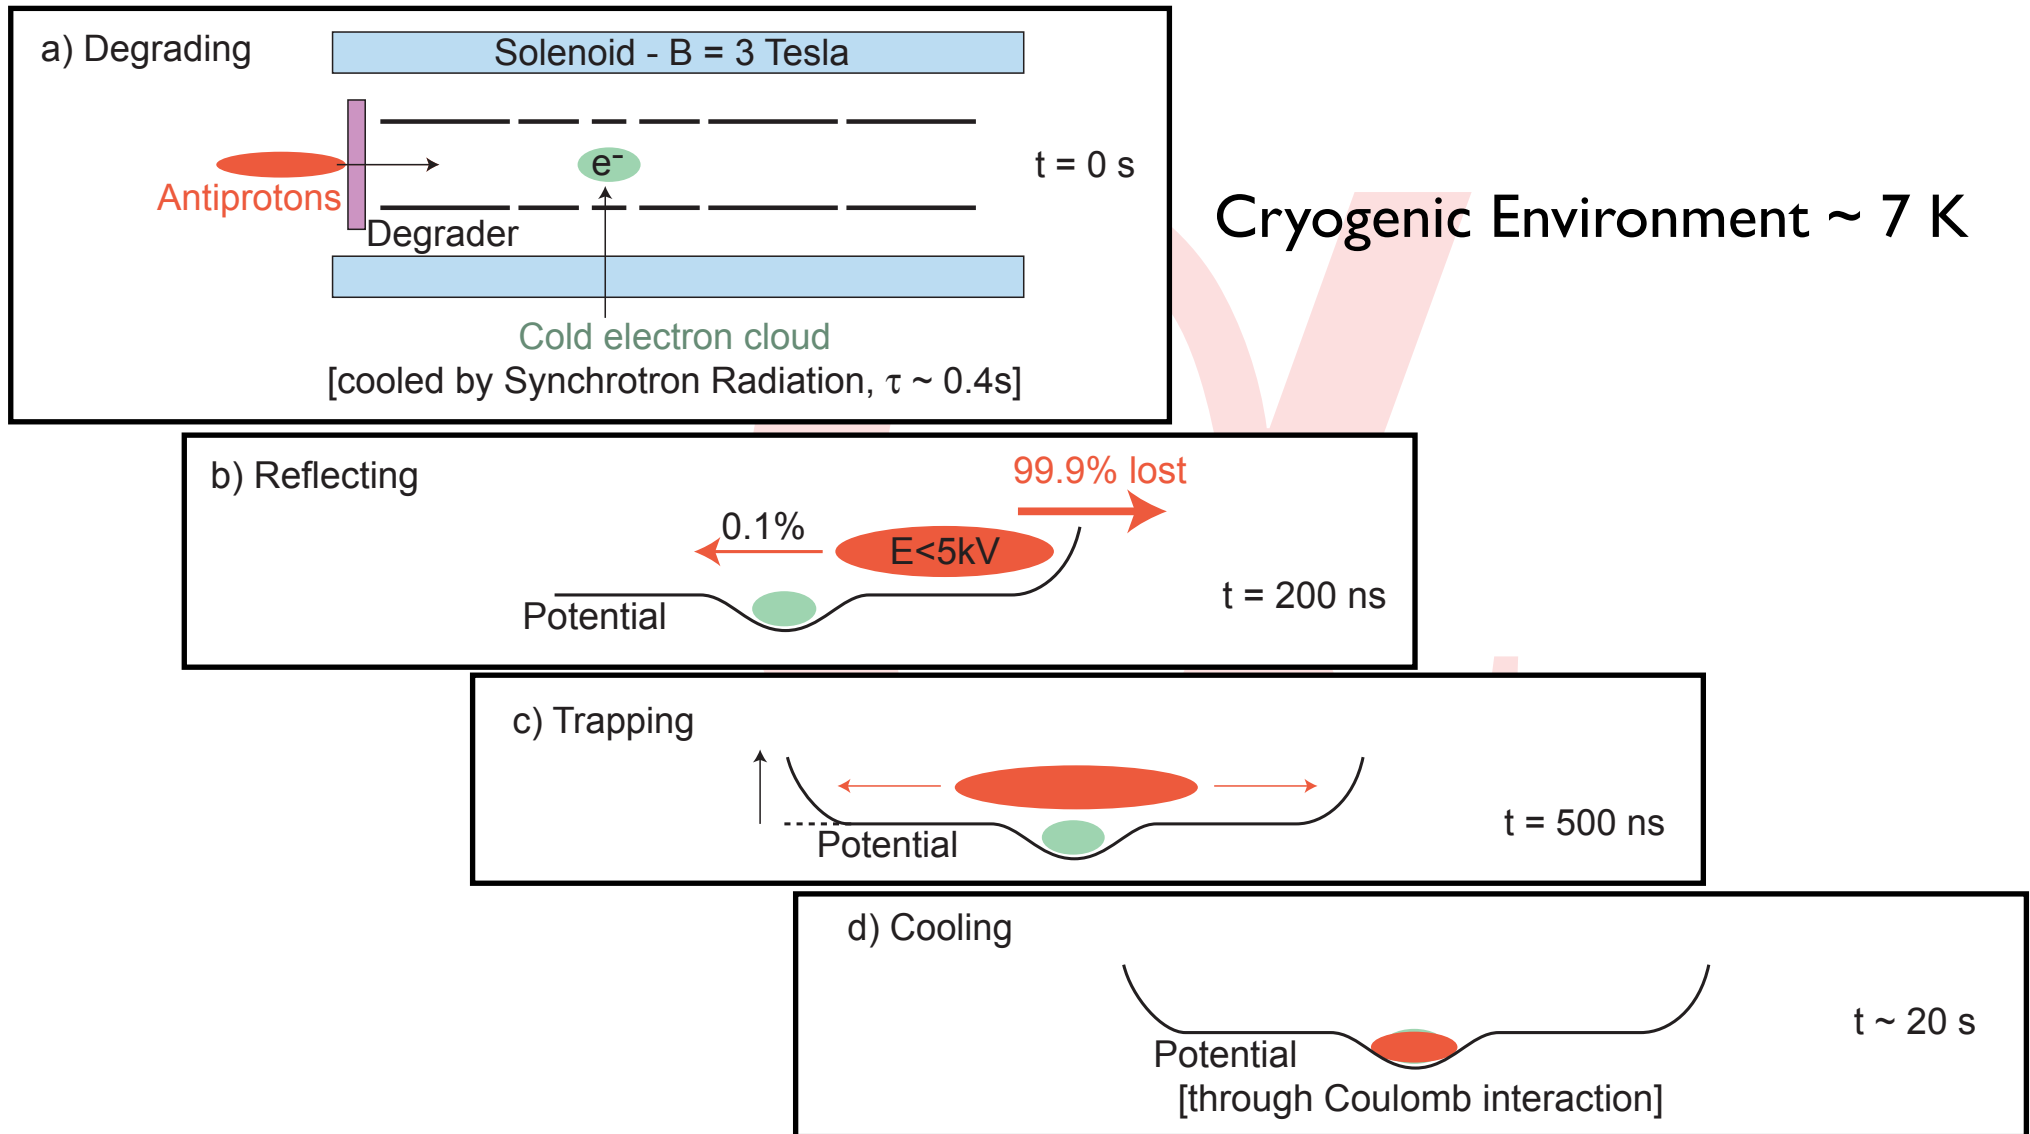 a) Degrading
Solenoid - B = 3 Tesla
e-
t = 0 s
Antiprotons
Degrader
Cryogenic Environment ~ 7 K
Cold electron cloud
[cooled by Synchrotron Radiation, τ ~ 0.4s]
b) Reflecting
99.9% lost
0.1%
E<5kV
t = 200 ns
Potential
c) Trapping
t = 500 ns
Potential
d) Cooling
t ~ 20 s
Potential
[through Coulomb interaction]